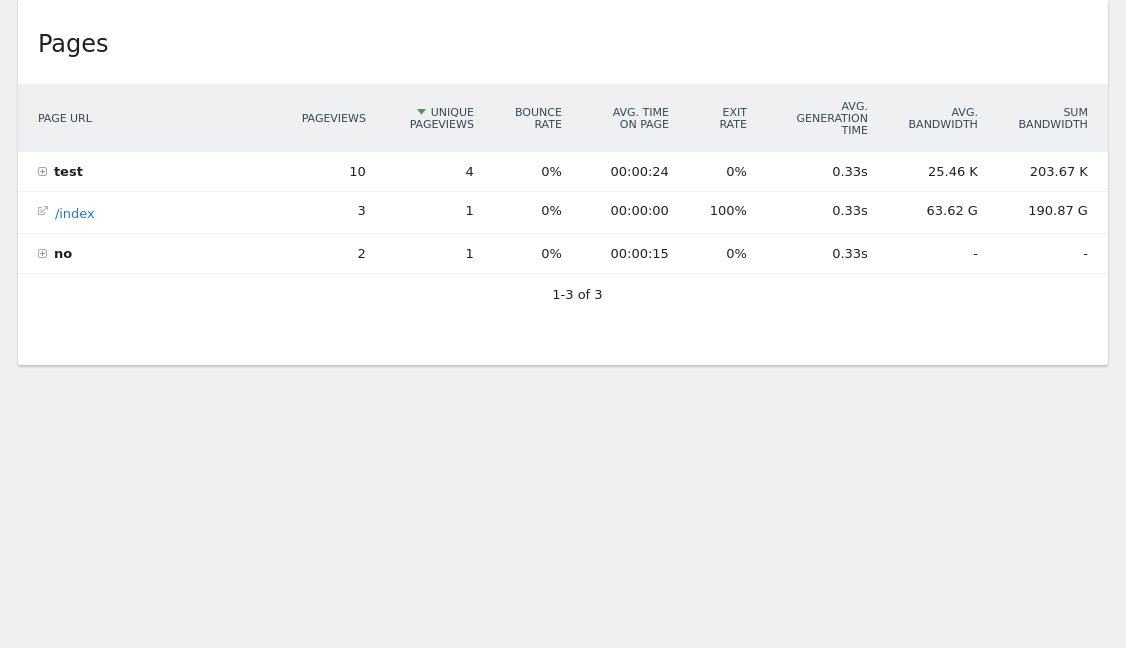 Pages
PAGE URL PAGEVIEWS UNIQUE PAGEVIEWS BOUNCE RATE AVG. TIME ON PAGE EXIT RATE AVG. GENERATION TIME AVG. BANDWIDTH SUM BANDWIDTH
test 10 4 0% 00:00:24 0% 0.33s 25.46 K 203.67 K
/index 3 1 0% 00:00:00 100% 0.33s 63.62 G 190.87 G
no 2 1 0% 00:00:15 0% 0.33s - -
1-3 of 3